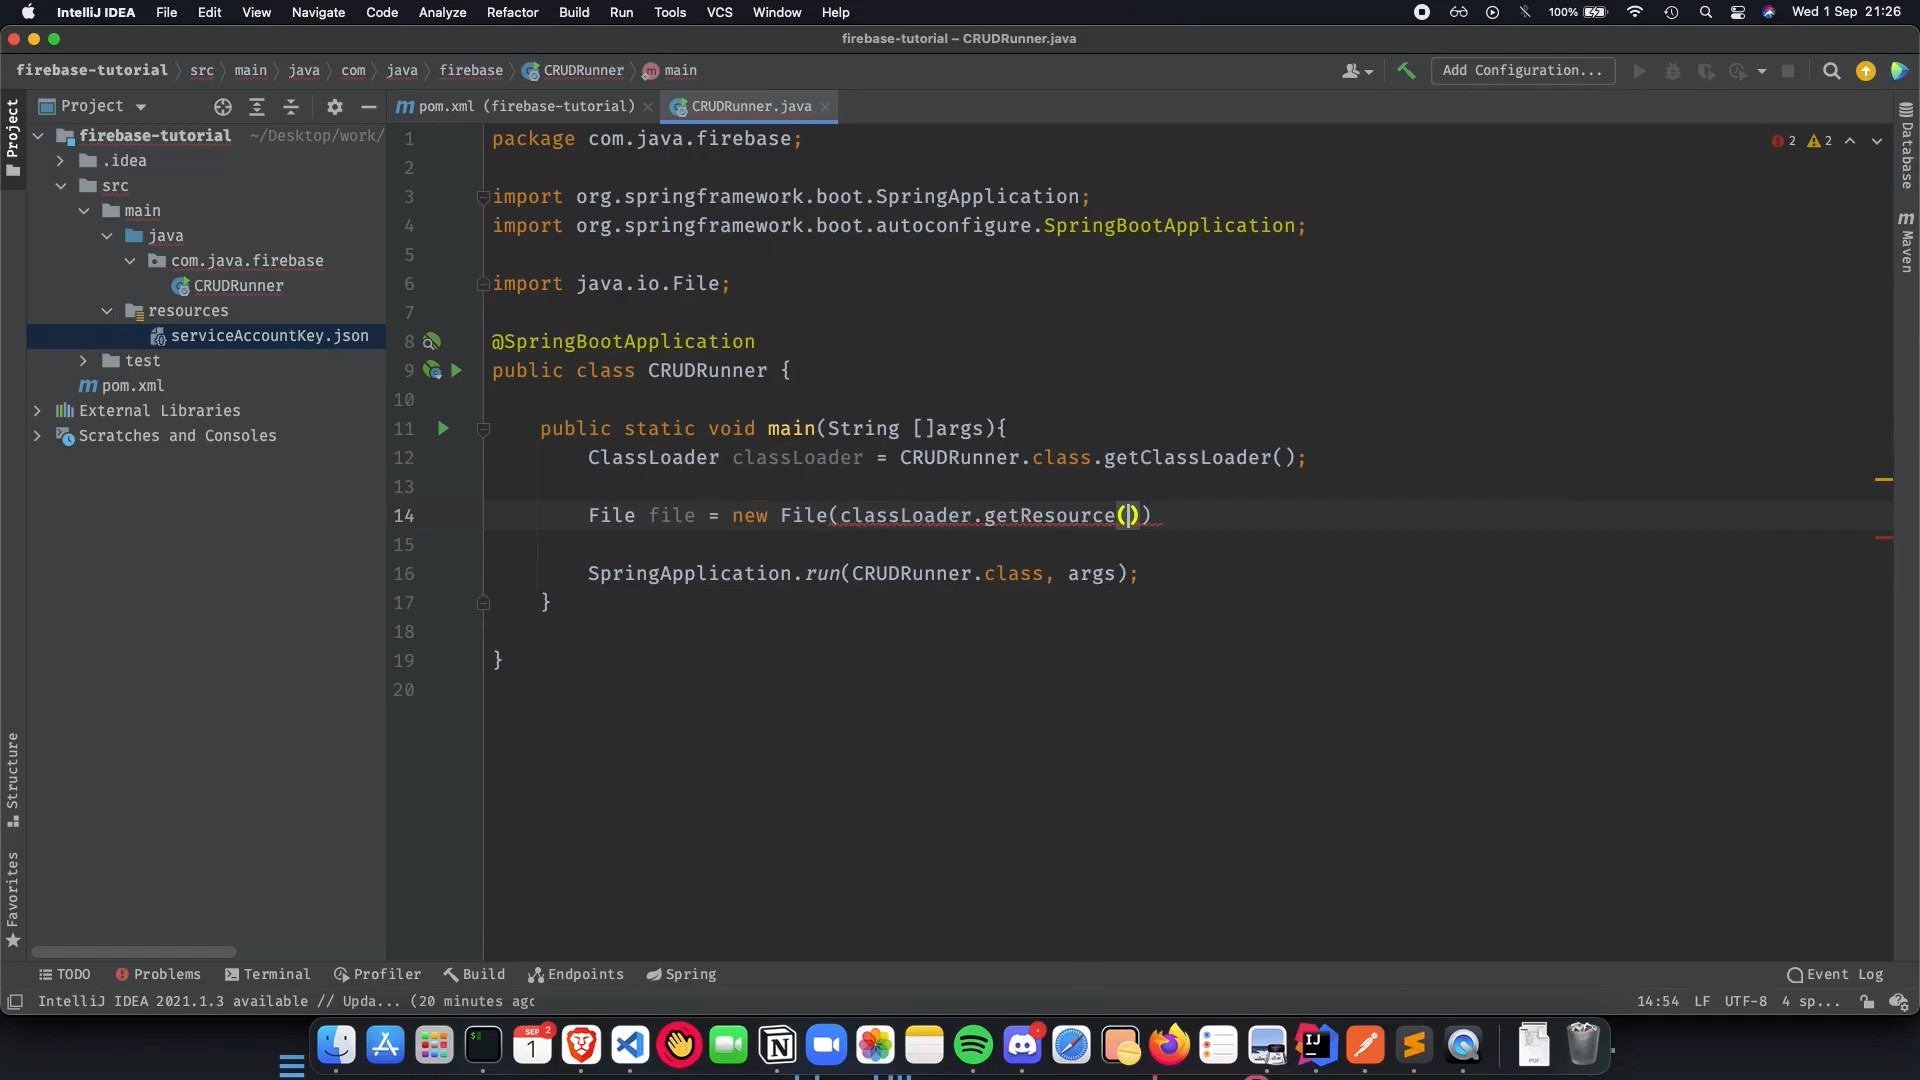 IntelliJ IDEA File Edit View Navigate Code Analyze Refactor Build Run Tools VCS Window Help 100% Wed 1 Sep 21:26
firebase-tutorial – CRUDRunner.java
firebase-tutorial src main java com java firebase CRUDRunner m main Add Configuration...
Project
Project
pom.xml (firebase-tutorial)
CRUDRunner.java
firebase-tutorial ~/Desktop/work/
.idea
src
main
java
com.java.firebase
CRUDRunner
resources
serviceAccountKey.json
test
pom.xml
External Libraries
Scratches and Consoles
1 package com.java.firebase;
2
3 import org.springframework.boot.SpringApplication;
4 import org.springframework.boot.autoconfigure.SpringBootApplication;
5
6 import java.io.File;
7
8 @SpringBootApplication
9 public class CRUDRunner {
10
11 public static void main(String []args){
12 ClassLoader classLoader = CRUDRunner.class.getClassLoader();
13
14 File file = new File(classLoader.getResource())
15
16 SpringApplication.run(CRUDRunner.class, args);
17 }
18
19 }
20
2 2
Database
Maven
Structure
Favorites
TODO Problems Terminal Profiler Build Endpoints Spring Event Log
IntelliJ IDEA 2021.1.3 available // Upda... (20 minutes ago 14:54 LF UTF-8 4 sp...
SEP 2
1
IJ
PDF